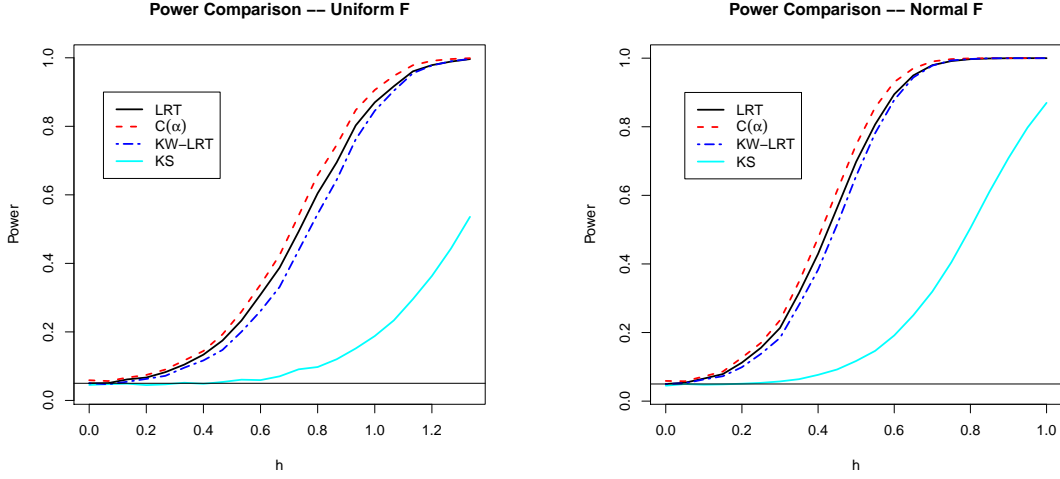 Power Comparison −− Uniform F
Power
0.0
0.2
0.4
0.6
0.8
1.0
LRT
C(α)
KW−LRT
KS
0.0 0.2 0.4 0.6 0.8 1.0 1.2
h
Power Comparison −− Normal F
Power
0.0
0.2
0.4
0.6
0.8
1.0
LRT
C(α)
KW−LRT
KS
0.0 0.2 0.4 0.6 0.8 1.0
h